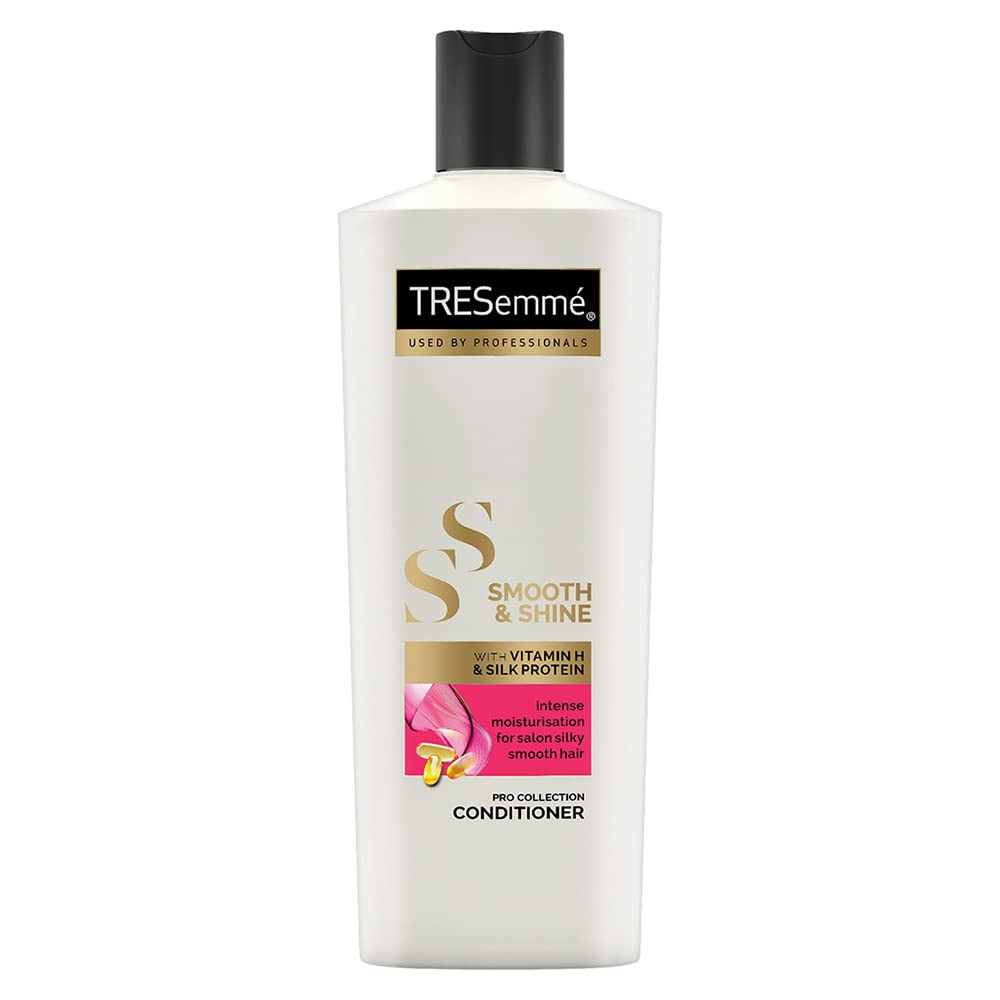 TRESemmé®
USED BY PROFESSIONALS
S
S
SMOOTH
& SHINE
WITH VITAMIN H
& SILK PROTEIN
Intense
moisturisation
for salon silky
smooth hair
PRO COLLECTION
CONDITIONER